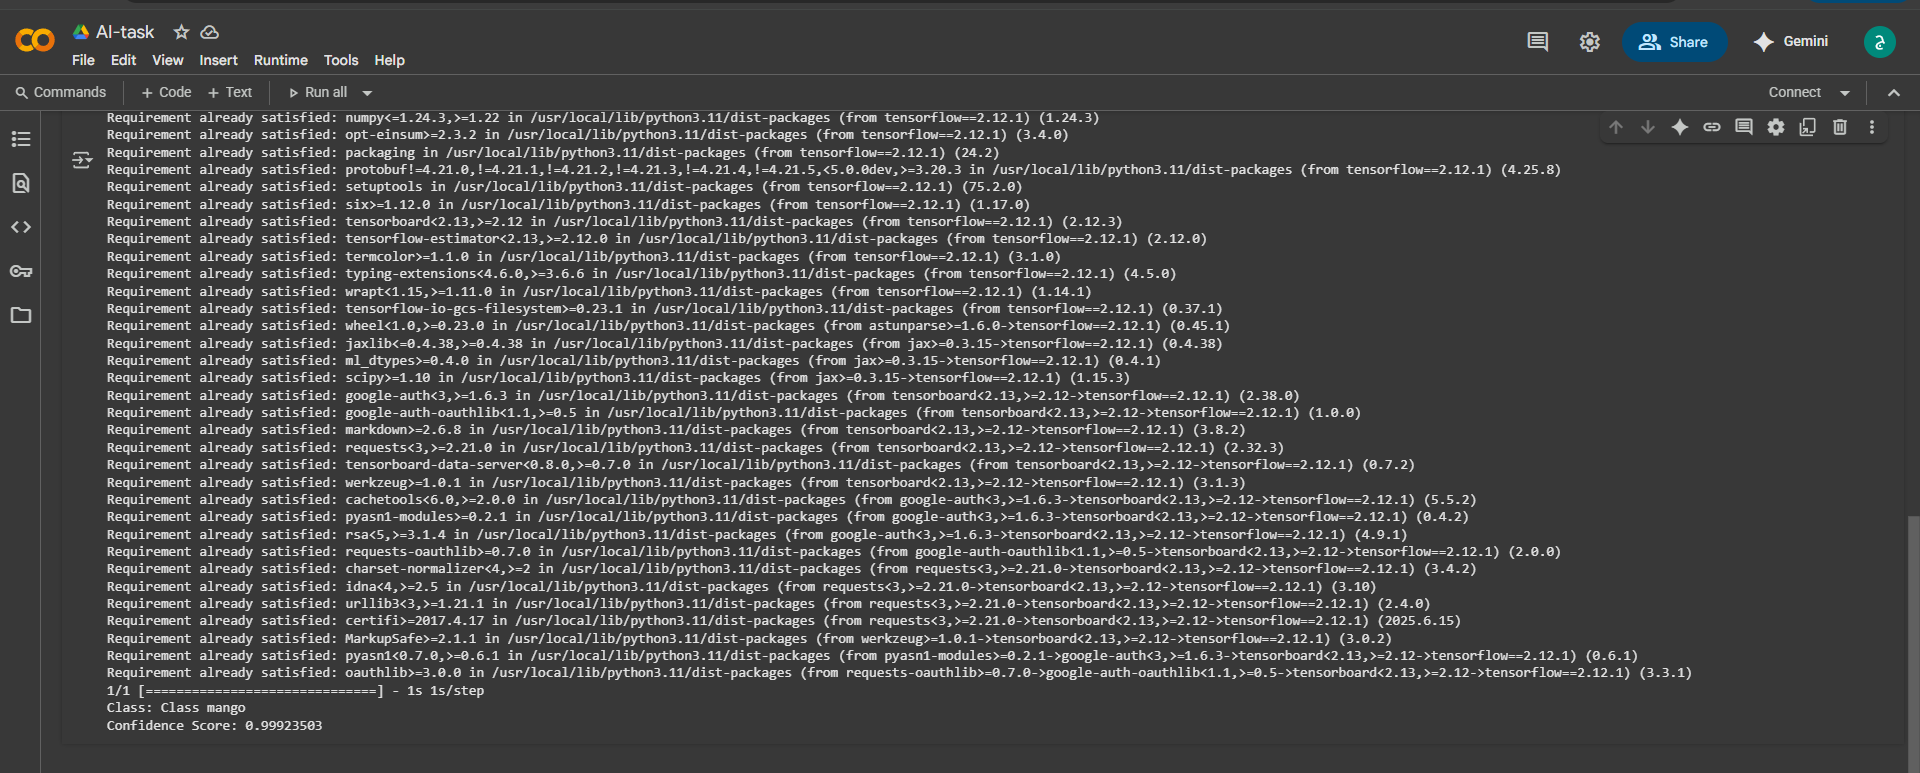 AI-task
File Edit View Insert Runtime Tools Help
Share
Gemini
Commands + Code + Text Run all
Connect
Requirement already satisfied: numpy<=1.24.3,>=1.22 in /usr/local/lib/python3.11/dist-packages (from tensorflow==2.12.1) (1.24.3)
Requirement already satisfied: opt-einsum>=2.3.2 in /usr/local/lib/python3.11/dist-packages (from tensorflow==2.12.1) (3.4.0)
Requirement already satisfied: packaging in /usr/local/lib/python3.11/dist-packages (from tensorflow==2.12.1) (24.2)
Requirement already satisfied: protobuf!=4.21.0,!=4.21.1,!=4.21.2,!=4.21.3,!=4.21.4,!=4.21.5,<5.0.0dev,>=3.20.3 in /usr/local/lib/python3.11/dist-packages (from tensorflow==2.12.1) (4.25.8)
Requirement already satisfied: setuptools in /usr/local/lib/python3.11/dist-packages (from tensorflow==2.12.1) (75.2.0)
Requirement already satisfied: six>=1.12.0 in /usr/local/lib/python3.11/dist-packages (from tensorflow==2.12.1) (1.17.0)
Requirement already satisfied: tensorboard<2.13,>=2.12 in /usr/local/lib/python3.11/dist-packages (from tensorflow==2.12.1) (2.12.3)
Requirement already satisfied: tensorflow-estimator<2.13,>=2.12.0 in /usr/local/lib/python3.11/dist-packages (from tensorflow==2.12.1) (2.12.0)
Requirement already satisfied: termcolor>=1.1.0 in /usr/local/lib/python3.11/dist-packages (from tensorflow==2.12.1) (3.1.0)
Requirement already satisfied: typing-extensions<4.6.0,>=3.6.6 in /usr/local/lib/python3.11/dist-packages (from tensorflow==2.12.1) (4.5.0)
Requirement already satisfied: wrapt<1.15,>=1.11.0 in /usr/local/lib/python3.11/dist-packages (from tensorflow==2.12.1) (1.14.1)
Requirement already satisfied: tensorflow-io-gcs-filesystem>=0.23.1 in /usr/local/lib/python3.11/dist-packages (from tensorflow==2.12.1) (0.37.1)
Requirement already satisfied: wheel<1.0,>=0.23.0 in /usr/local/lib/python3.11/dist-packages (from astunparse>=1.6.0->tensorflow==2.12.1) (0.45.1)
Requirement already satisfied: jaxlib<=0.4.38,>=0.4.38 in /usr/local/lib/python3.11/dist-packages (from jax>=0.3.15->tensorflow==2.12.1) (0.4.38)
Requirement already satisfied: ml_dtypes>=0.4.0 in /usr/local/lib/python3.11/dist-packages (from jax>=0.3.15->tensorflow==2.12.1) (0.4.1)
Requirement already satisfied: scipy>=1.10 in /usr/local/lib/python3.11/dist-packages (from jax>=0.3.15->tensorflow==2.12.1) (1.15.3)
Requirement already satisfied: google-auth<3,>=1.6.3 in /usr/local/lib/python3.11/dist-packages (from tensorboard<2.13,>=2.12->tensorflow==2.12.1) (2.38.0)
Requirement already satisfied: google-auth-oauthlib<1.1,>=0.5 in /usr/local/lib/python3.11/dist-packages (from tensorboard<2.13,>=2.12->tensorflow==2.12.1) (1.0.0)
Requirement already satisfied: markdown>=2.6.8 in /usr/local/lib/python3.11/dist-packages (from tensorboard<2.13,>=2.12->tensorflow==2.12.1) (3.8.2)
Requirement already satisfied: requests<3,>=2.21.0 in /usr/local/lib/python3.11/dist-packages (from tensorboard<2.13,>=2.12->tensorflow==2.12.1) (2.32.3)
Requirement already satisfied: tensorboard-data-server<0.8.0,>=0.7.0 in /usr/local/lib/python3.11/dist-packages (from tensorboard<2.13,>=2.12->tensorflow==2.12.1) (0.7.2)
Requirement already satisfied: werkzeug>=1.0.1 in /usr/local/lib/python3.11/dist-packages (from tensorboard<2.13,>=2.12->tensorflow==2.12.1) (3.1.3)
Requirement already satisfied: cachetools<6.0,>=2.0.0 in /usr/local/lib/python3.11/dist-packages (from google-auth<3,>=1.6.3->tensorboard<2.13,>=2.12->tensorflow==2.12.1) (5.5.2)
Requirement already satisfied: pyasn1-modules>=0.2.1 in /usr/local/lib/python3.11/dist-packages (from google-auth<3,>=1.6.3->tensorboard<2.13,>=2.12->tensorflow==2.12.1) (0.4.2)
Requirement already satisfied: rsa<5,>=3.1.4 in /usr/local/lib/python3.11/dist-packages (from google-auth<3,>=1.6.3->tensorboard<2.13,>=2.12->tensorflow==2.12.1) (4.9.1)
Requirement already satisfied: requests-oauthlib>=0.7.0 in /usr/local/lib/python3.11/dist-packages (from google-auth-oauthlib<1.1,>=0.5->tensorboard<2.13,>=2.12->tensorflow==2.12.1) (2.0.0)
Requirement already satisfied: charset-normalizer<4,>=2 in /usr/local/lib/python3.11/dist-packages (from requests<3,>=2.21.0->tensorboard<2.13,>=2.12->tensorflow==2.12.1) (3.4.2)
Requirement already satisfied: idna<4,>=2.5 in /usr/local/lib/python3.11/dist-packages (from requests<3,>=2.21.0->tensorboard<2.13,>=2.12->tensorflow==2.12.1) (3.10)
Requirement already satisfied: urllib3<3,>=1.21.1 in /usr/local/lib/python3.11/dist-packages (from requests<3,>=2.21.0->tensorboard<2.13,>=2.12->tensorflow==2.12.1) (2.4.0)
Requirement already satisfied: certifi>=2017.4.17 in /usr/local/lib/python3.11/dist-packages (from requests<3,>=2.21.0->tensorboard<2.13,>=2.12->tensorflow==2.12.1) (2025.6.15)
Requirement already satisfied: MarkupSafe>=2.1.1 in /usr/local/lib/python3.11/dist-packages (from werkzeug>=1.0.1->tensorboard<2.13,>=2.12->tensorflow==2.12.1) (3.0.2)
Requirement already satisfied: pyasn1<0.7.0,>=0.6.1 in /usr/local/lib/python3.11/dist-packages (from pyasn1-modules>=0.2.1->google-auth<3,>=1.6.3->tensorboard<2.13,>=2.12->tensorflow==2.12.1) (0.6.1)
Requirement already satisfied: oauthlib>=3.0.0 in /usr/local/lib/python3.11/dist-packages (from requests-oauthlib>=0.7.0->google-auth-oauthlib<1.1,>=0.5->tensorboard<2.13,>=2.12->tensorflow==2.12.1) (3.3.1)
1/1 [==============================] - 1s 1s/step
Class: Class mango
Confidence Score: 0.99923503